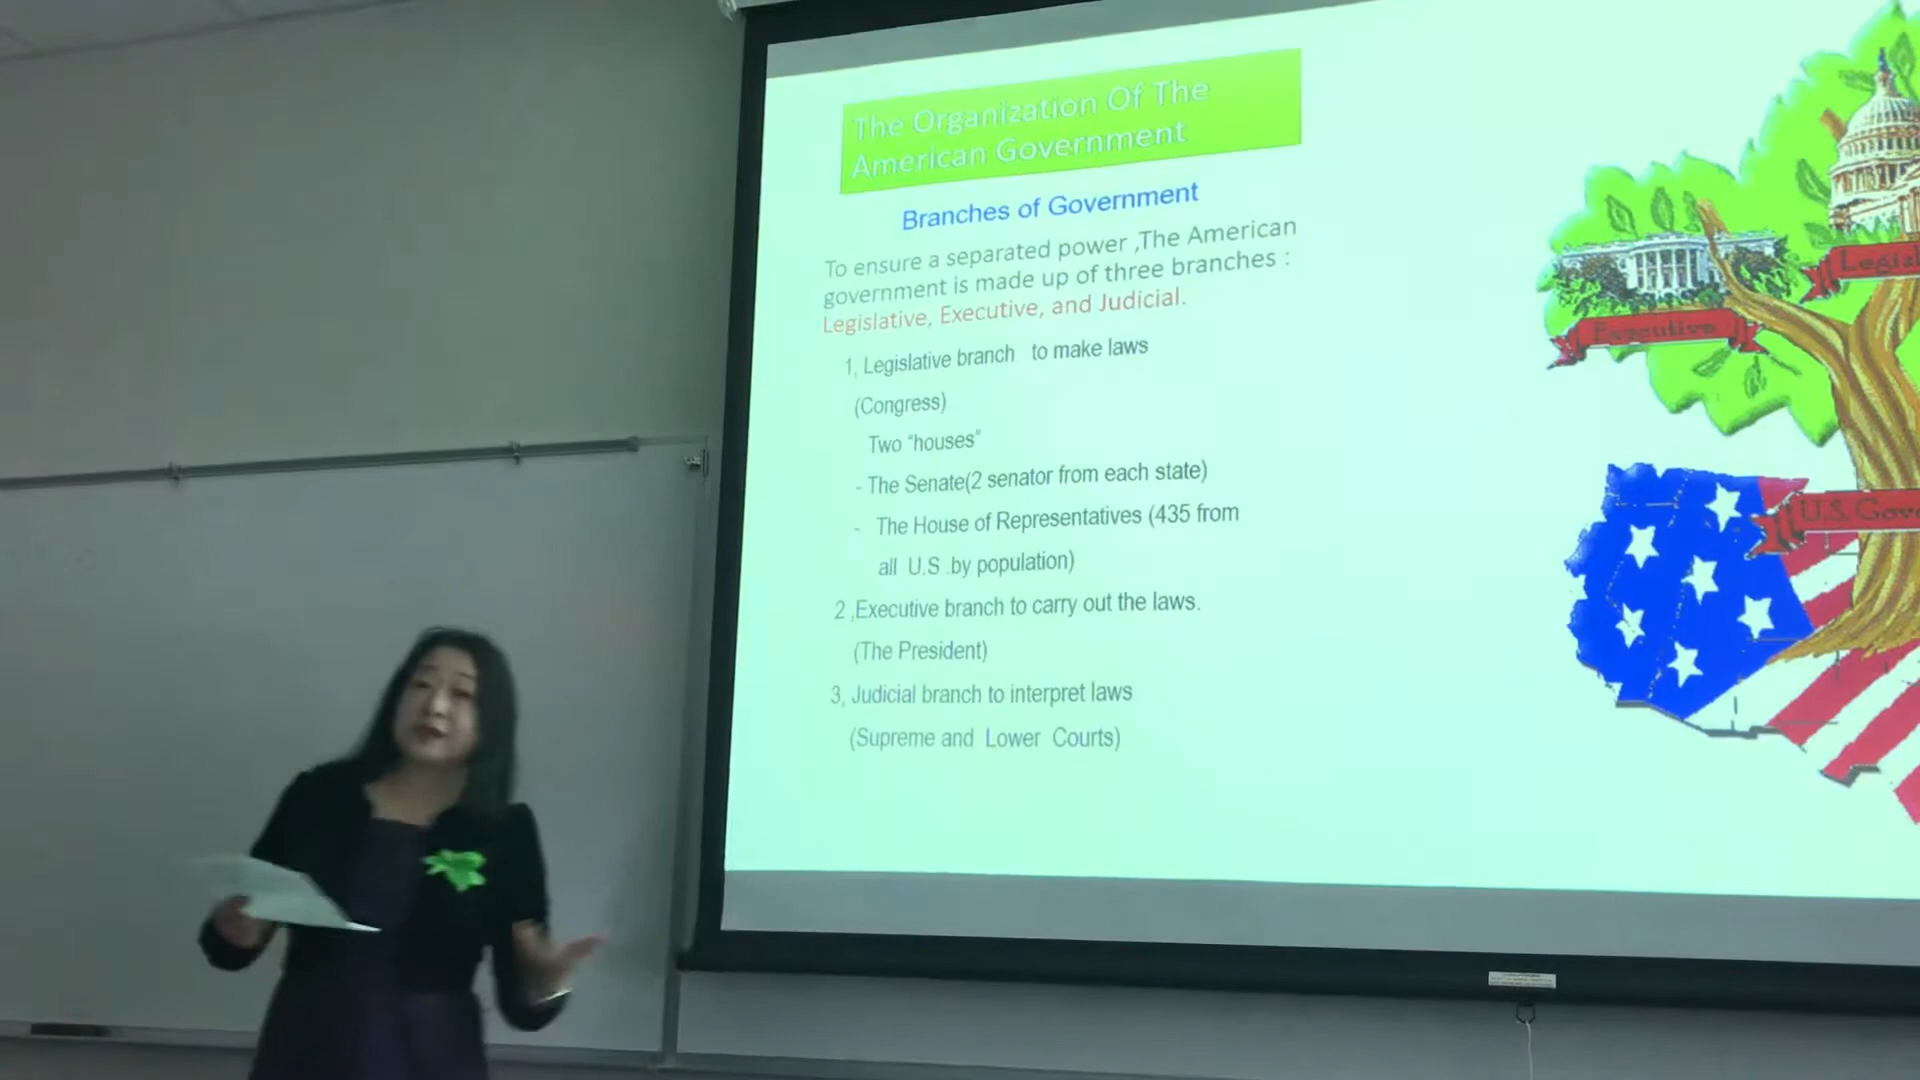 The Organization Of The
American Government
Branches of Government
To ensure a separated power ,The American
government is made up of three branches :
Legislative, Executive, and Judicial.
1, Legislative branch to make laws
(Congress)
Two “houses”
- The Senate(2 senator from each state)
- The House of Representatives (435 from
all U.S .by population)
2 ,Executive branch to carry out the laws.
(The President)
3, Judicial branch to interpret laws
(Supreme and Lower Courts)
Legisl
Executive
U.S. Gove